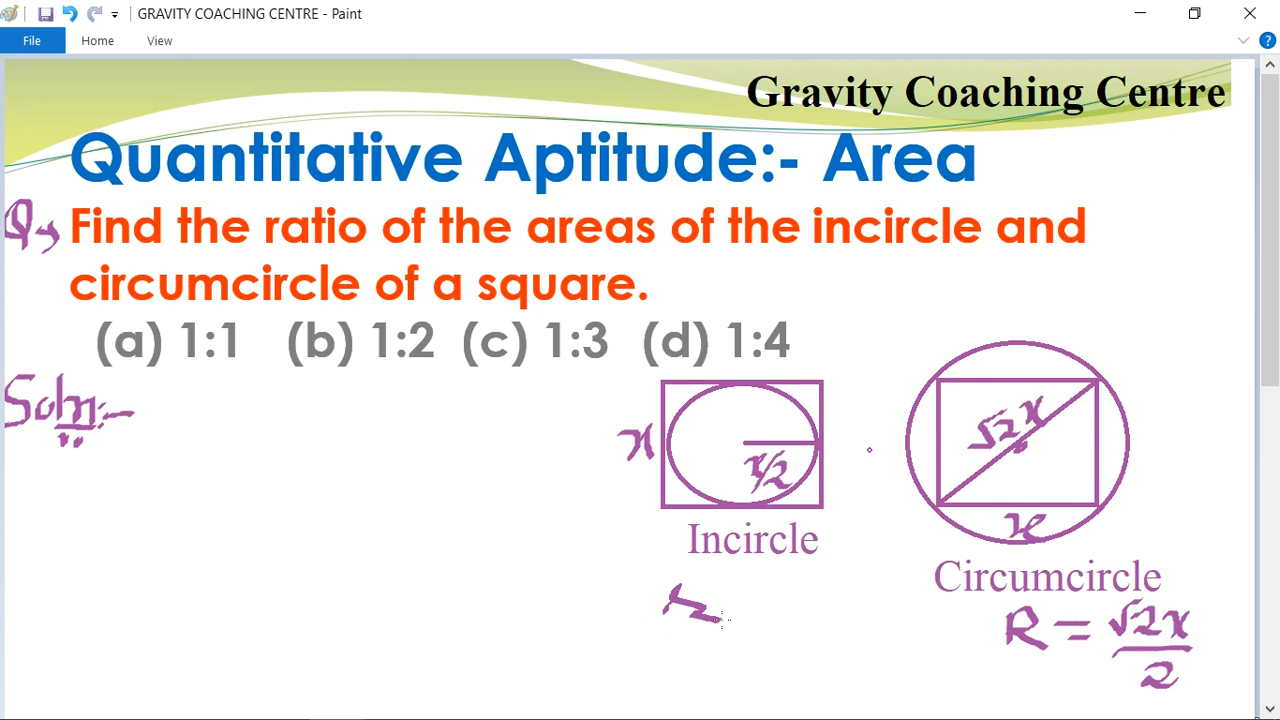 GRAVITY COACHING CENTRE - Paint
File Home View
Gravity Coaching Centre
Quantitative Aptitude:- Area
Q→ Find the ratio of the areas of the incircle and
circumcircle of a square.
(a) 1:1 (b) 1:2 (c) 1:3 (d) 1:4
Soln:-
x
x/2
√2x
x
Incircle
Circumcircle
R = √2x/2